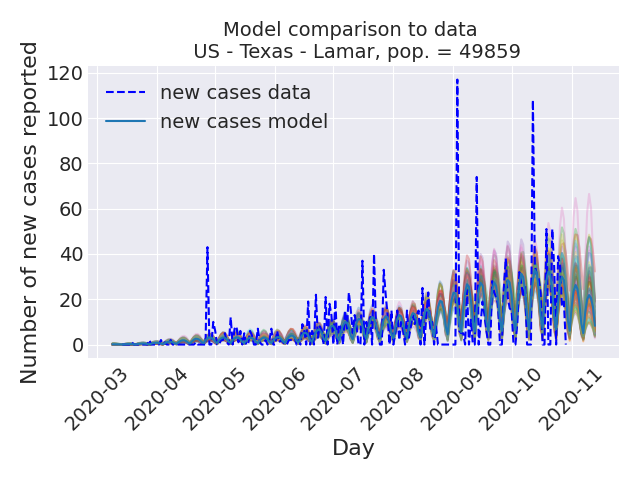 Model comparison to data
US - Texas - Lamar, pop. = 49859
Number of new cases reported
120
100
80
60
40
20
0
new cases data
new cases model
2020-03
2020-04
2020-05
2020-06
2020-07
2020-08
2020-09
2020-10
2020-11
Day